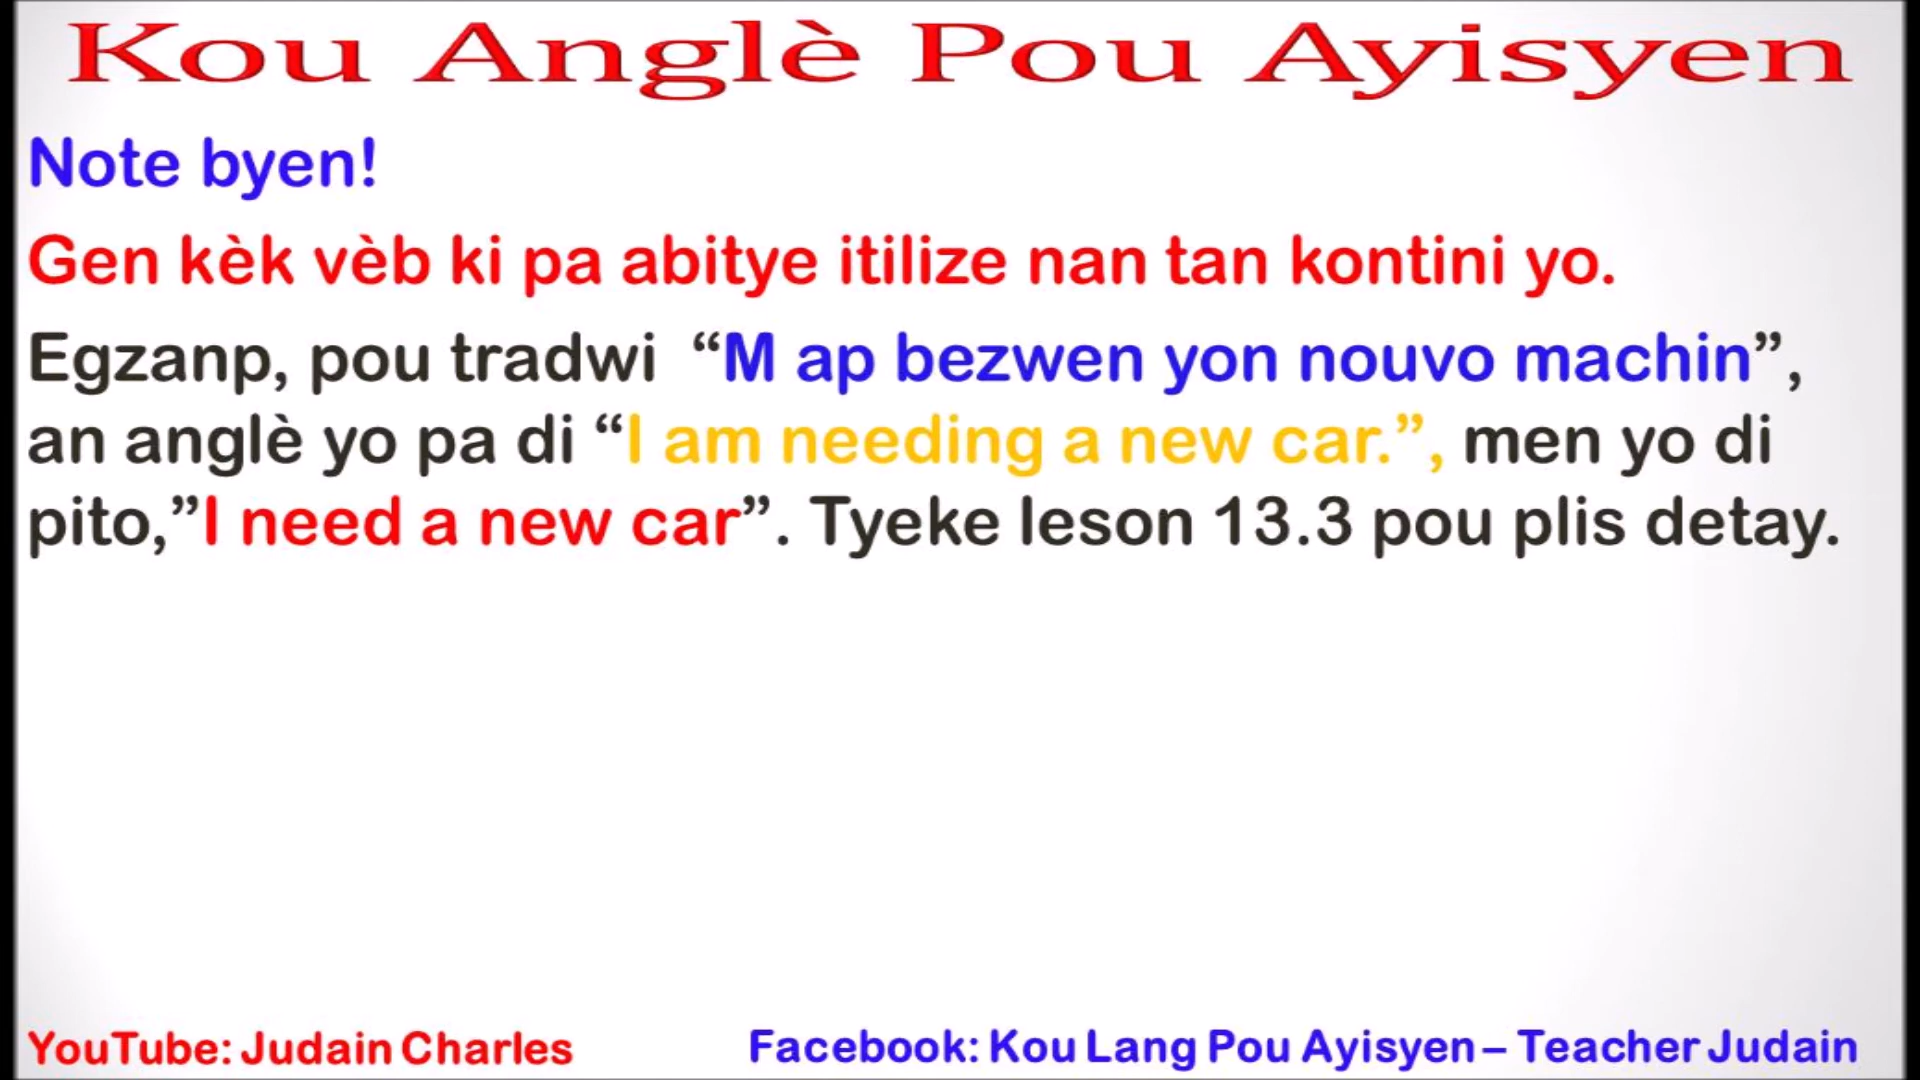 Kou Anglè Pou Ayisyen
Note byen!
Gen kèk vèb ki pa abitye itilize nan tan kontini yo.
Egzanp, pou tradwi “M ap bezwen yon nouvo machin”,
an anglè yo pa di “I am needing a new car.”, men yo di
pito,”I need a new car”. Tyeke leson 13.3 pou plis detay.
YouTube: Judain Charles
Facebook: Kou Lang Pou Ayisyen – Teacher Judain